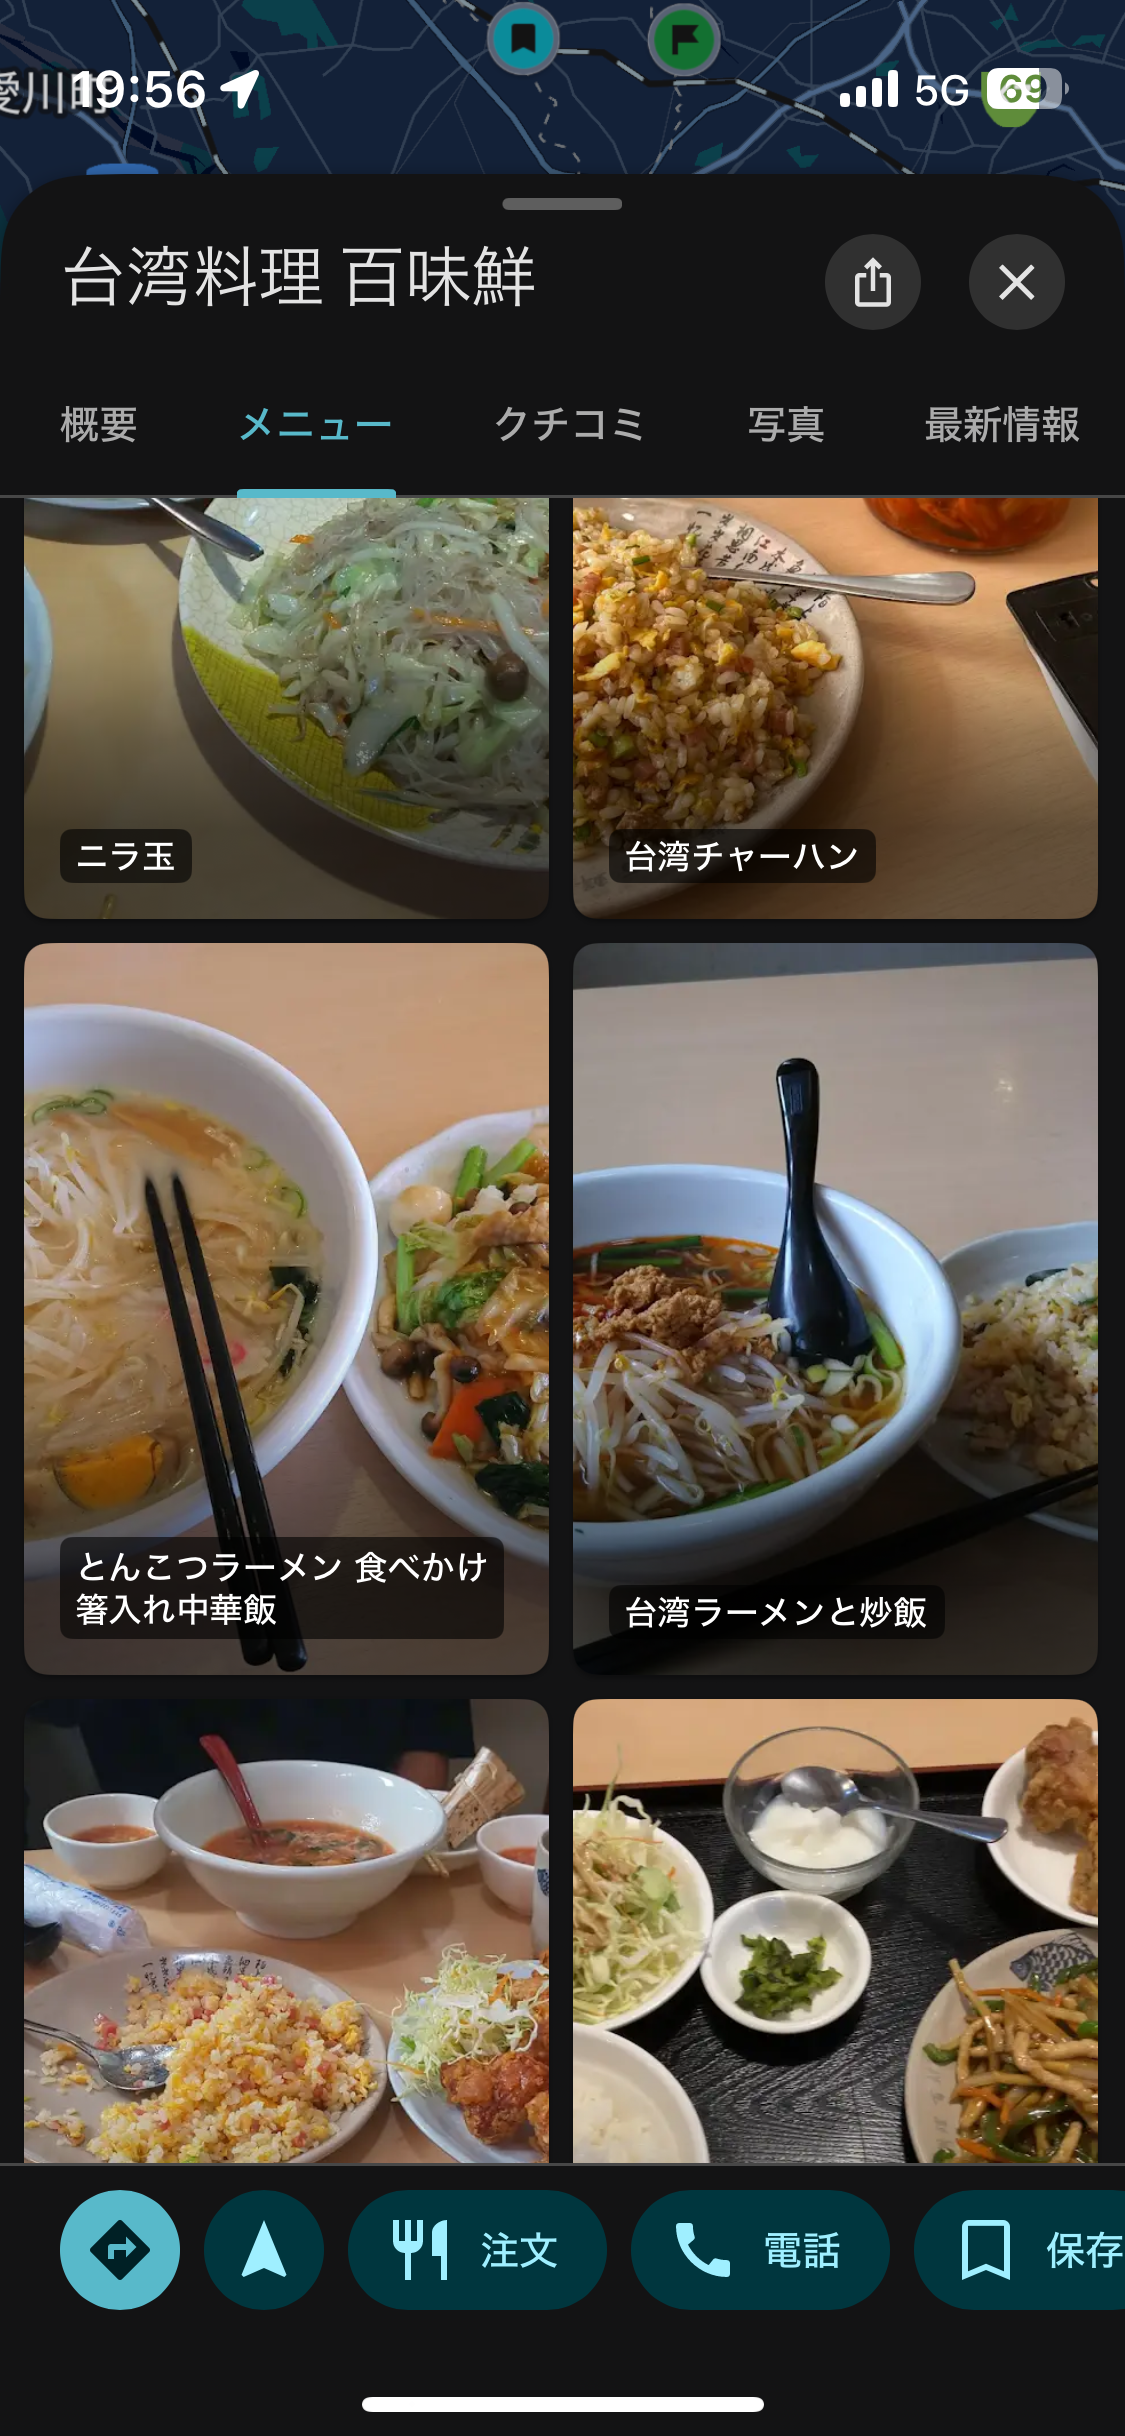 愛川町
19:56
5G
69
台湾料理 百味鮮
概要
メニュー
クチコミ
写真
最新情報
ニラ玉
台湾チャーハン
とんこつラーメン 食べかけ
箸入れ中華飯
台湾ラーメンと炒飯
注文
電話
保存